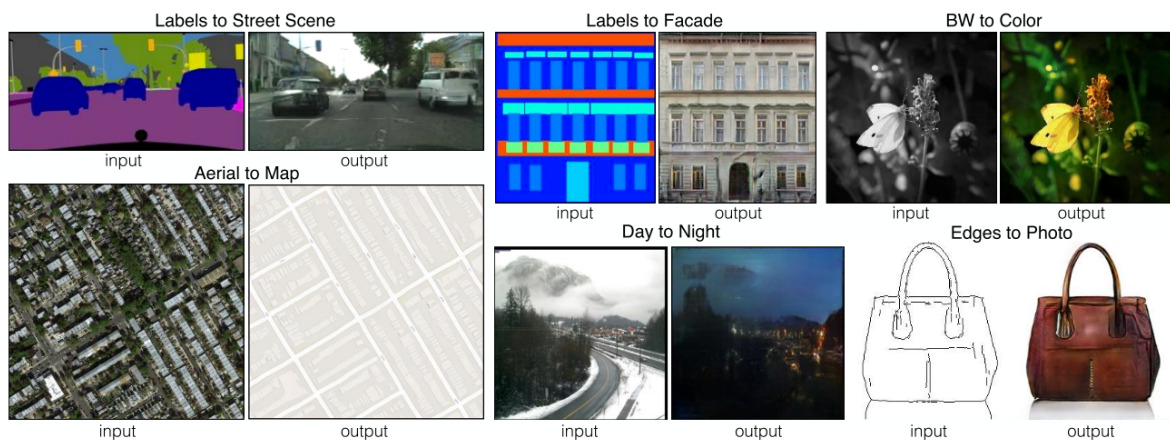 Labels to Street Scene
input
output
Aerial to Map
input
output
Labels to Facade
input
output
BW to Color
input
output
Day to Night
input
output
Edges to Photo
input
output